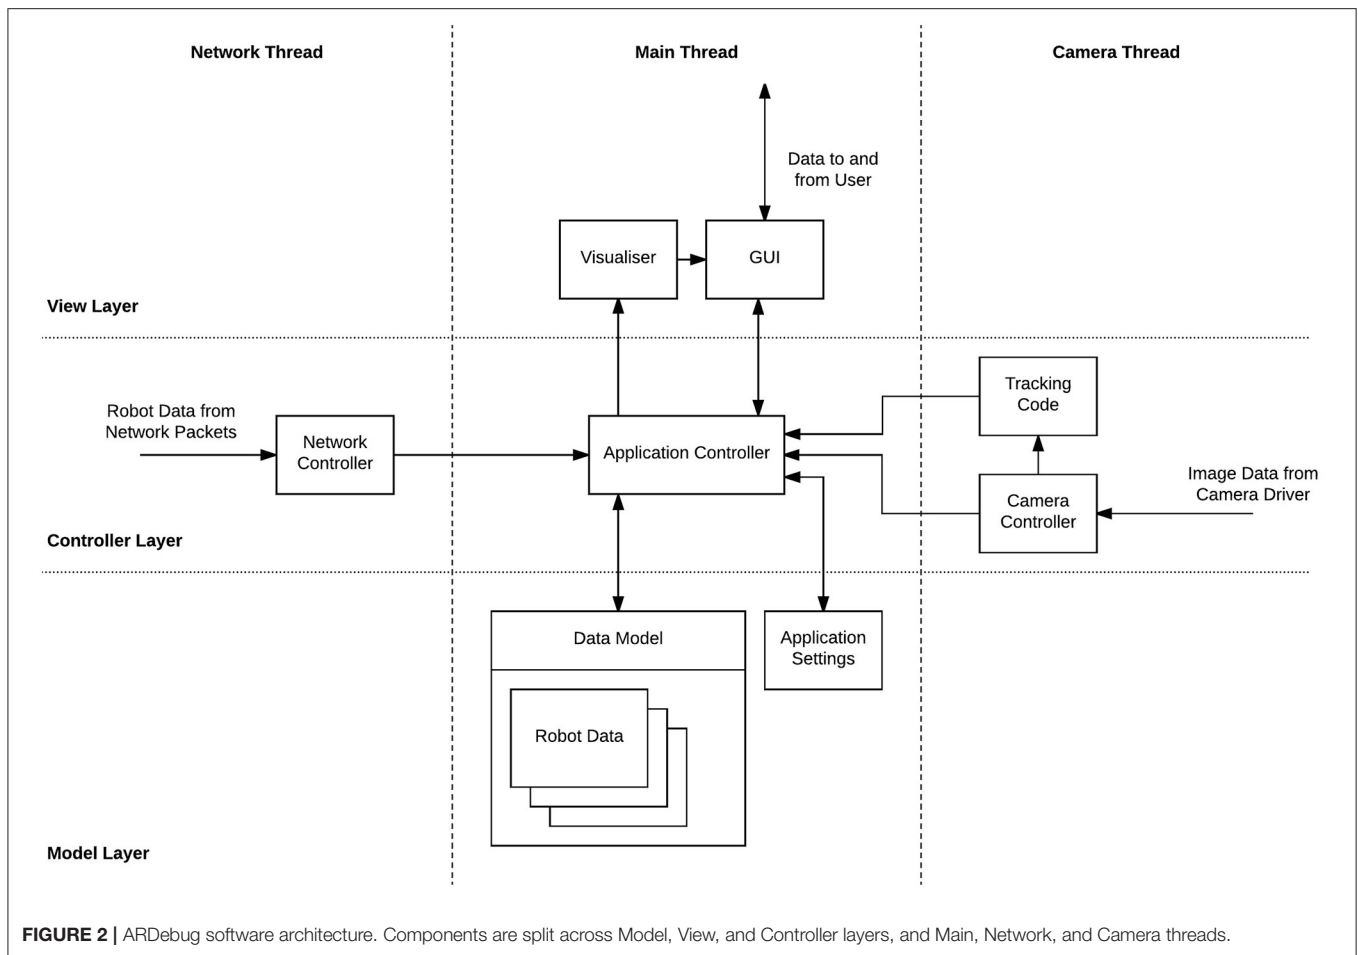 Network Thread
Main Thread
Camera Thread
Data to and
from User
Visualiser
GUI
View Layer
Robot Data from
Network Packets
Network
Controller
Application Controller
Tracking
Code
Camera
Controller
Image Data from
Camera Driver
Controller Layer
Data Model
Robot Data
Application
Settings
Model Layer
FIGURE 2 | ARDebug software architecture. Components are split across Model, View, and Controller layers, and Main, Network, and Camera threads.